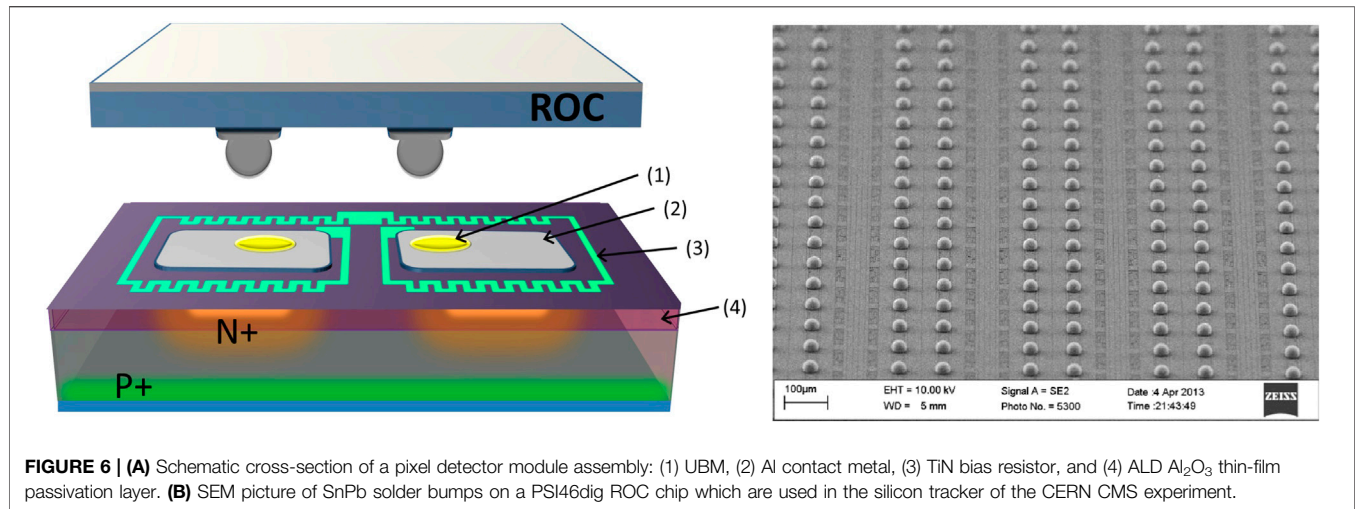 ROC
(1)
(2)
(3)
(4)
N+
P+
100µm
EHT = 10.00 kV
WD = 5 mm
Signal A = SE2
Photo No. = 5300
Date :4 Apr 2013
Time :21:43:49
ZEISS
FIGURE 6 | (A) Schematic cross-section of a pixel detector module assembly: (1) UBM, (2) Al contact metal, (3) TiN bias resistor, and (4) ALD Al₂O₃ thin-film
passivation layer. (B) SEM picture of SnPb solder bumps on a PSI46dig ROC chip which are used in the silicon tracker of the CERN CMS experiment.